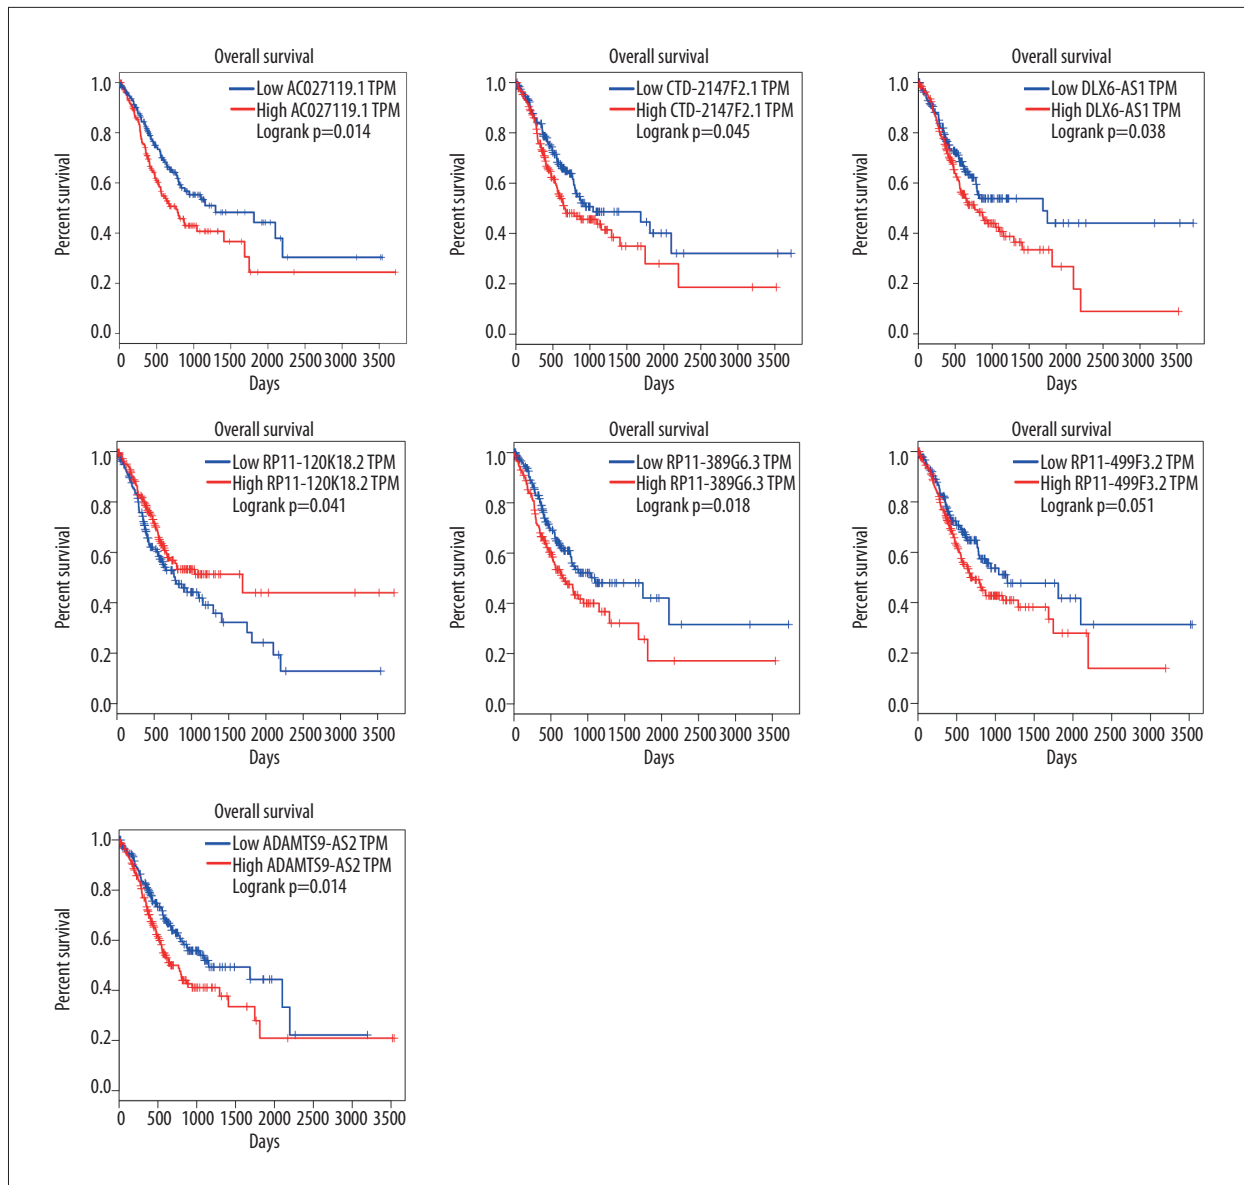 Overall survival
Low AC027119.1 TPM
High AC027119.1 TPM
Logrank p=0.014
Percent survival
1.0
0.8
0.6
0.4
0.2
0.0
0 500 1000 1500 2000 2500 3000 3500
Days
Overall survival
Low CTD-2147F2.1 TPM
High CTD-2147F2.1 TPM
Logrank p=0.045
Percent survival
1.0
0.8
0.6
0.4
0.2
0.0
0 500 1000 1500 2000 2500 3000 3500
Days
Overall survival
Low DLX6-AS1 TPM
High DLX6-AS1 TPM
Logrank p=0.038
Percent survival
1.0
0.8
0.6
0.4
0.2
0.0
0 500 1000 1500 2000 2500 3000 3500
Days
Overall survival
Low RP11-120K18.2 TPM
High RP11-120K18.2 TPM
Logrank p=0.041
Percent survival
1.0
0.8
0.6
0.4
0.2
0.0
0 500 1000 1500 2000 2500 3000 3500
Days
Overall survival
Low RP11-389G6.3 TPM
High RP11-389G6.3 TPM
Logrank p=0.018
Percent survival
1.0
0.8
0.6
0.4
0.2
0.0
0 500 1000 1500 2000 2500 3000 3500
Days
Overall survival
Low RP11-499F3.2 TPM
High RP11-499F3.2 TPM
Logrank p=0.051
Percent survival
1.0
0.8
0.6
0.4
0.2
0.0
0 500 1000 1500 2000 2500 3000 3500
Days
Overall survival
Low ADAMTS9-AS2 TPM
High ADAMTS9-AS2 TPM
Logrank p=0.014
Percent survival
1.0
0.8
0.6
0.4
0.2
0.0
0 500 1000 1500 2000 2500 3000 3500
Days